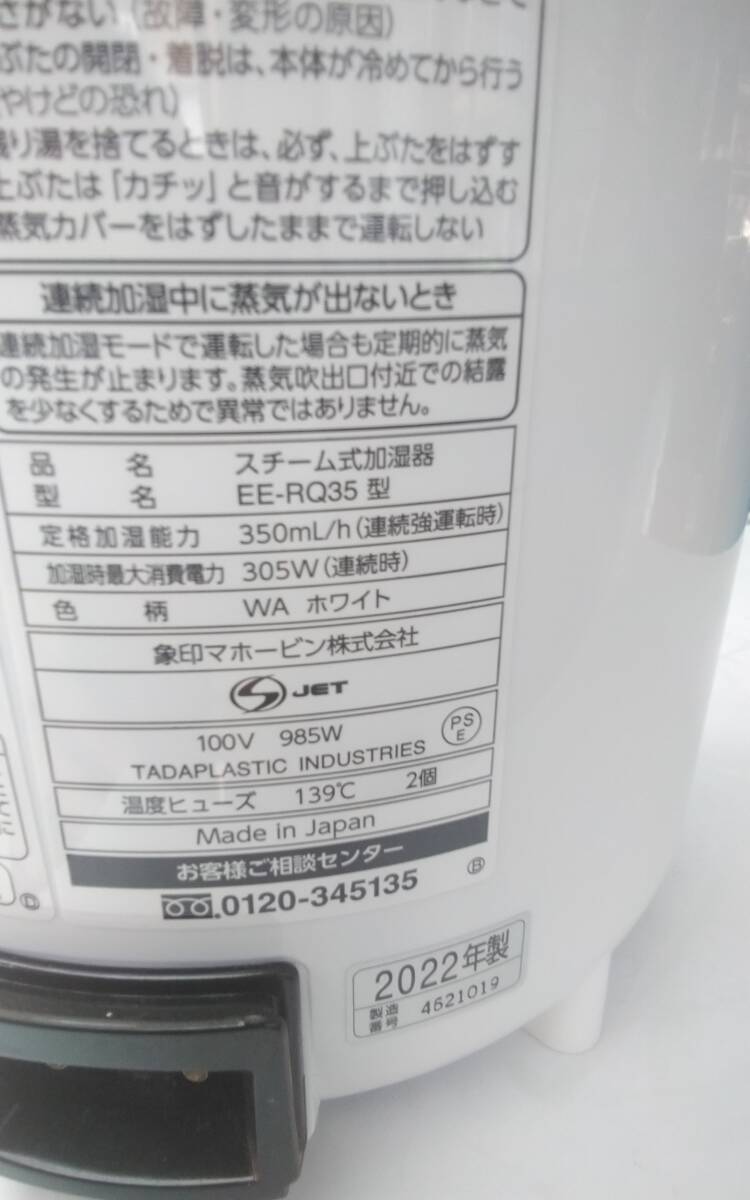 さがない(故障・変形の原因)
ぶたの開閉・着脱は、本体が冷めてから行う
やけどの恐れ)
残り湯を捨てるときは、必ず、上ぶたをはずす
上ぶたは「カチッ」と音がするまで押し込む
蒸気カバーをはずしたままで運転しない
連続加湿中に蒸気が出ないとき
連続加湿モードで運転した場合も定期的に蒸気
の発生が止まります。蒸気吹出口付近での結露
を少なくするためで異常ではありません。
品名 スチーム式加湿器
型名 EE-RQ35 型
定格加湿能力 350mL/h(連続強運転時)
加湿時最大消費電力 305W(連続時)
色柄 WA ホワイト
象印マホービン株式会社
JET
100V 985W
PS
E
TADAPLASTIC INDUSTRIES
温度ヒューズ 139℃ 2個
Made in Japan
お客様ご相談センター
0120-345135
Ⓑ
Ⓓ
2022年製
製造番号 4621019